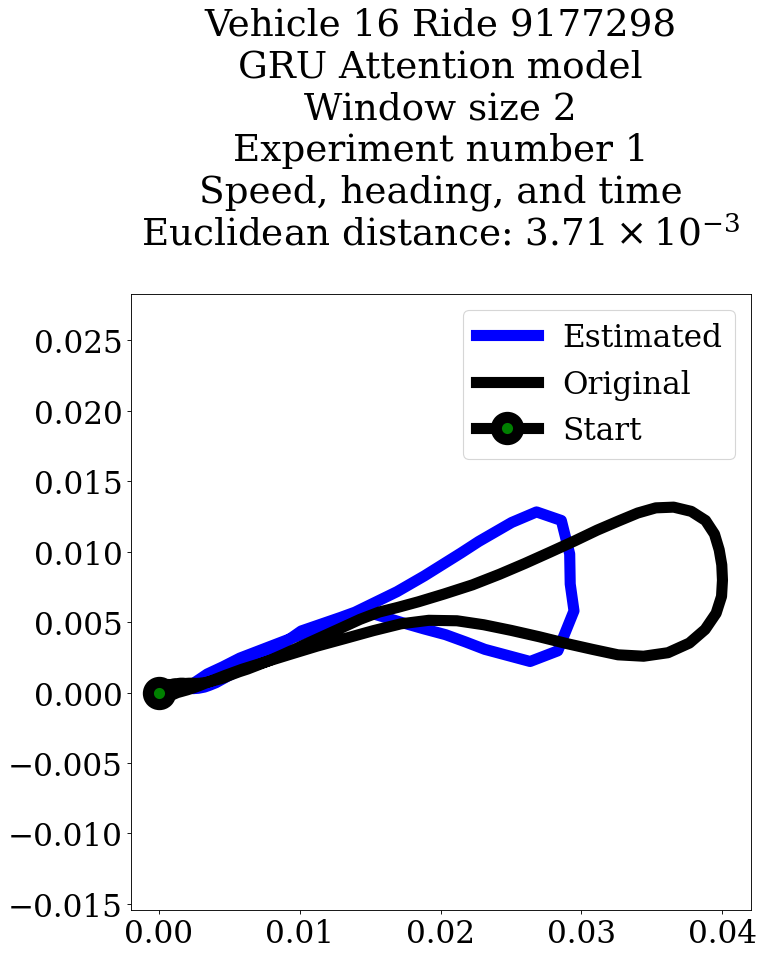 Vehicle 16 Ride 9177298
GRU Attention model
Window size 2
Experiment number 1
Speed, heading, and time
Euclidean distance: 3.71 × 10⁻³
Estimated
Original
Start
0.025
0.020
0.015
0.010
0.005
0.000
−0.005
−0.010
−0.015
0.00 0.01 0.02 0.03 0.04